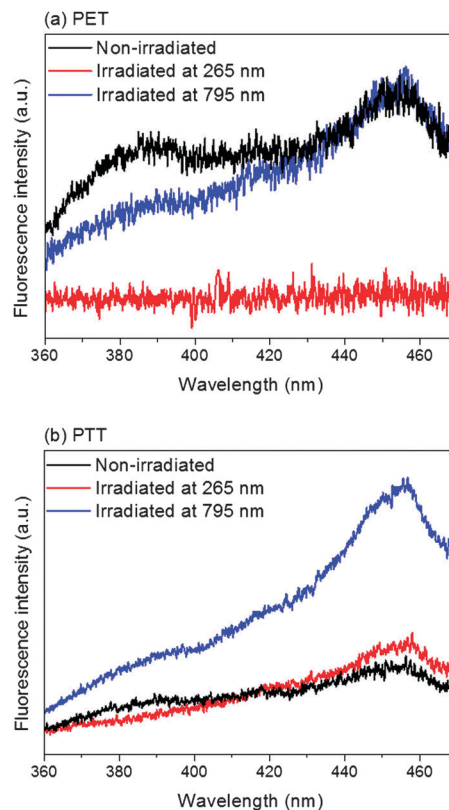 (a) PET
Non-irradiated
Irradiated at 265 nm
Irradiated at 795 nm
Fluorescence intensity (a.u.)
360 380 400 420 440 460
Wavelength (nm)
(b) PTT
Non-irradiated
Irradiated at 265 nm
Irradiated at 795 nm
Fluorescence intensity (a.u.)
360 380 400 420 440 460
Wavelength (nm)